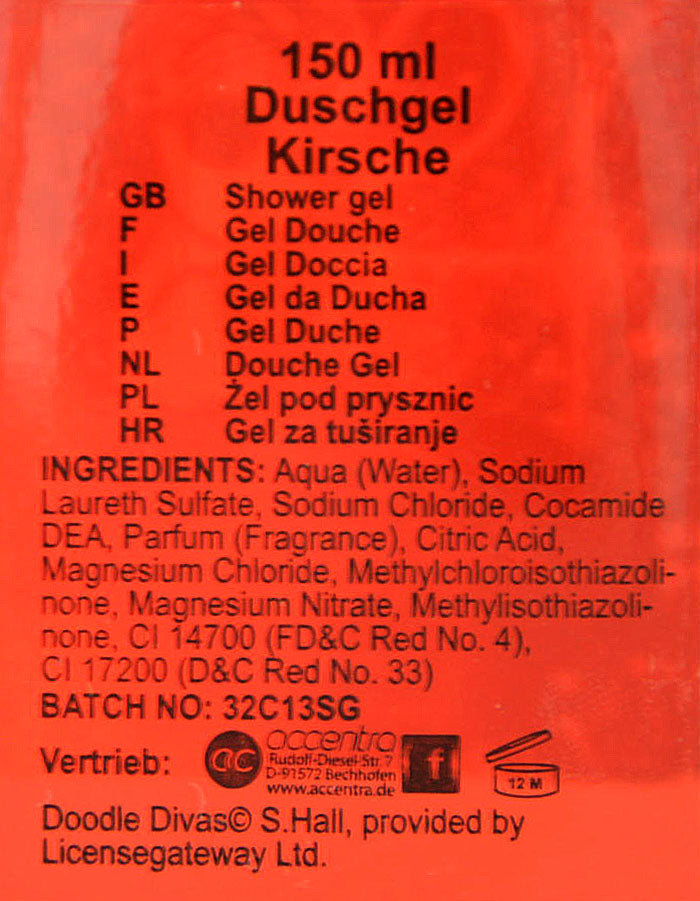 150 ml
Duschgel
Kirsche
GB Shower gel
F Gel Douche
I Gel Doccia
E Gel da Ducha
P Gel Duche
NL Douche Gel
PL Żel pod prysznic
HR Gel za tuširanje
INGREDIENTS: Aqua (Water), Sodium
Laureth Sulfate, Sodium Chloride, Cocamide
DEA, Parfum (Fragrance), Citric Acid,
Magnesium Chloride, Methylchloroisothiazoli-
none, Magnesium Nitrate, Methylisothiazoli-
none, CI 14700 (FD&C Red No. 4),
CI 17200 (D&C Red No. 33)
BATCH NO: 32C13SG
Vertrieb:
ac
accentra
Rudolf-Diesel-Str. 7
D-91572 Bechhofen
www.accentra.de
f
12 M
Doodle Divas© S.Hall, provided by
Licensegateway Ltd.